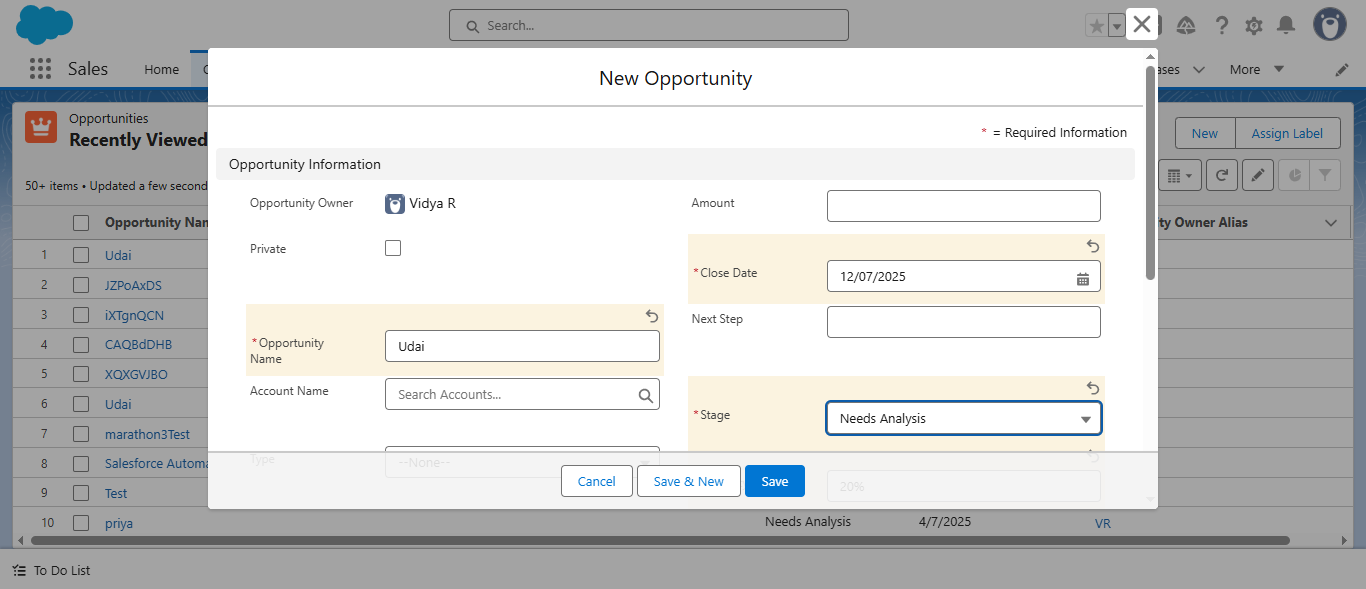 Search...
Sales
Home
ases
More
New Opportunity
Opportunities
Recently Viewed
* = Required Information
New
Assign Label
Opportunity Information
50+ items • Updated a few second
Opportunity Owner
Vidya R
Amount
Opportunity Nam
ty Owner Alias
Private
1
Udai
*Close Date
12/07/2025
2
JZPoAxDS
3
iXTgnQCN
Next Step
*Opportunity
Name
Udai
4
CAQBdDHB
5
XQXGVJBO
Account Name
Search Accounts...
6
Udai
*Stage
Needs Analysis
7
marathon3Test
8
Salesforce Automa
Type
--None--
Cancel
Save & New
Save
20%
9
Test
10
priya
Needs Analysis
4/7/2025
VR
To Do List